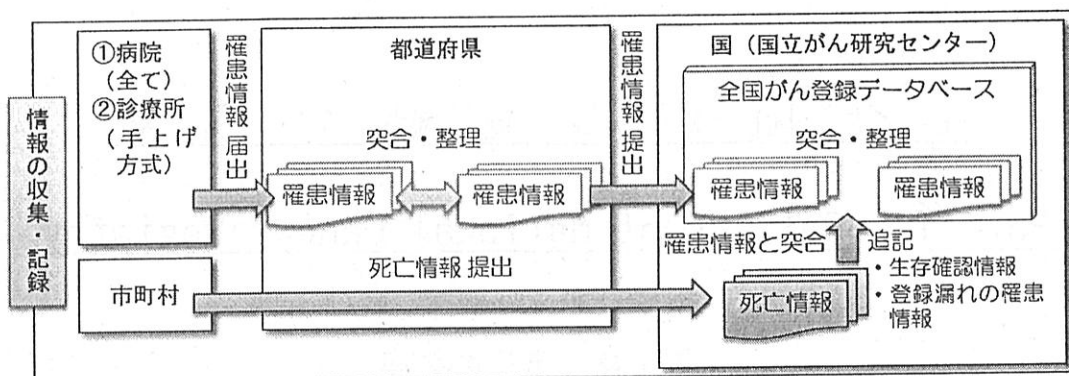 情報の収集・記録
①病院
(全て)
②診療所
(手上げ
方式)
市町村
罹患情報 届出
都道府県
突合・整理
罹患情報
罹患情報
罹患情報 提出
死亡情報 提出
国(国立がん研究センター)
全国がん登録データベース
突合・整理
罹患情報
罹患情報
罹患情報と突合
追記
・生存確認情報
・登録漏れの罹患
情報
死亡情報